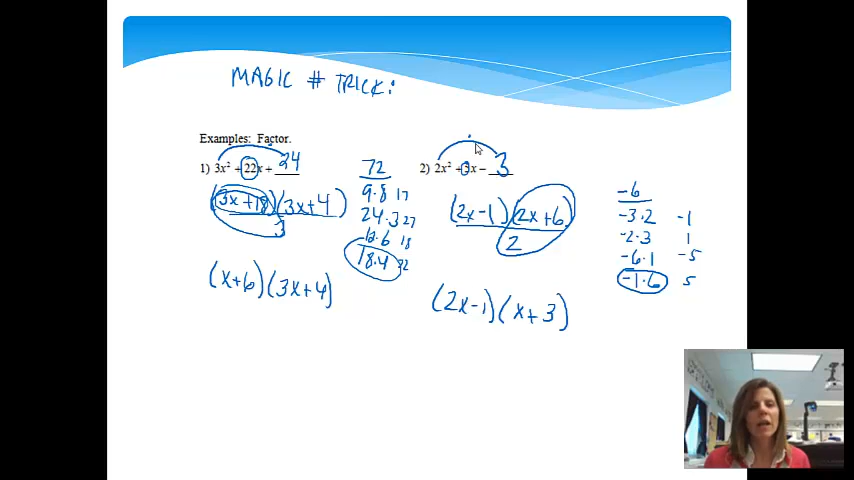 MAGIC # TRICK:
Examples: Factor.
1) 3x² + 22x + 24
(3x+18)(3x+4)
3
(x+6)(3x+4)
72
9·8 17
24·3 27
12·6 18
18·4 22
2) 2x² + 5x − 3
(2x-1)(2x+6)
2
(2x-1)(x+3)
-6
-3·2 -1
-2·3 1
-6·1 -5
-1·6 5